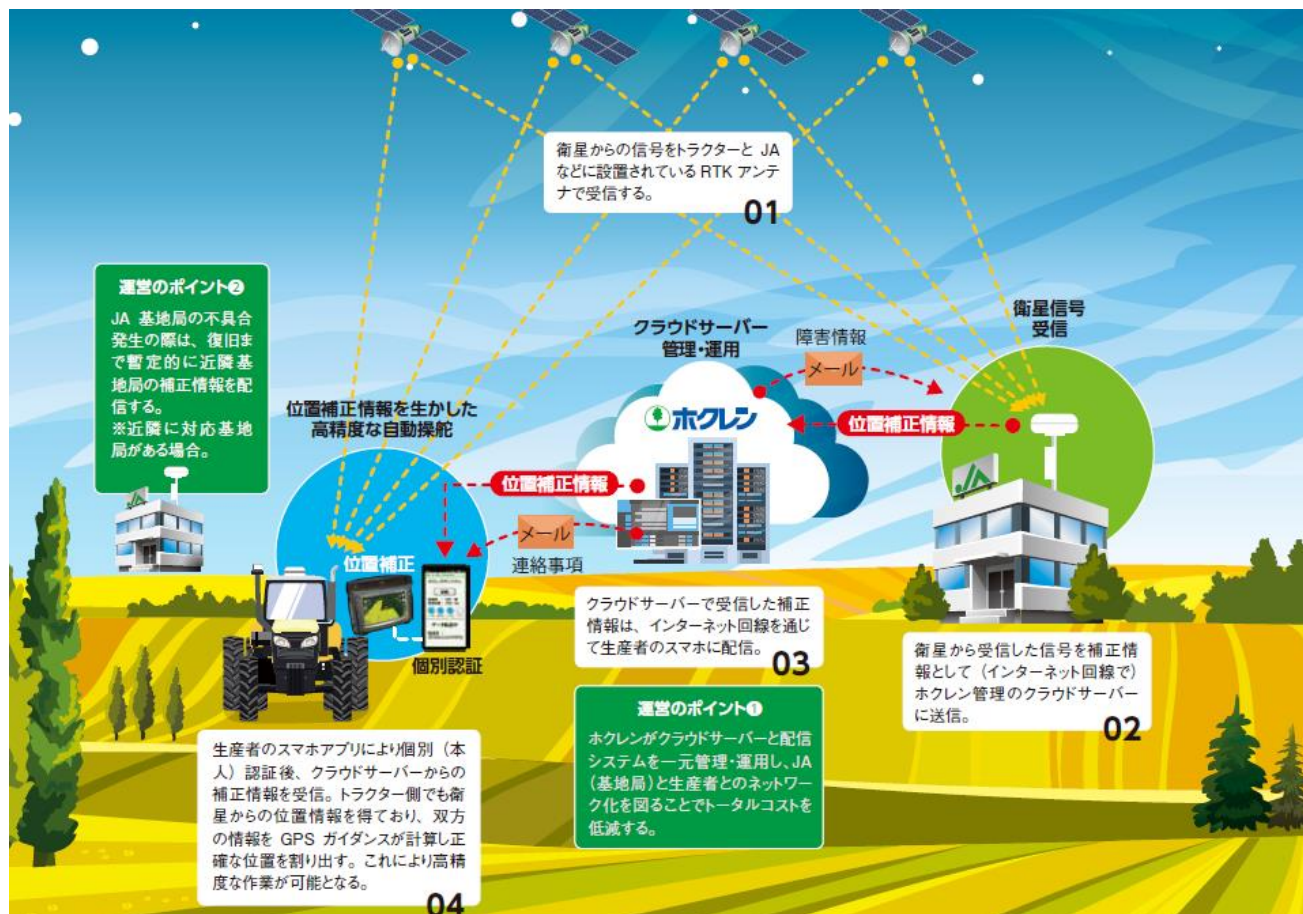 衛星からの信号をトラクターと JA
などに設置されている RTK アンテ
ナで受信する。
01
運営のポイント❷
JA 基地局の不具合
発生の際は、復旧ま
で暫定的に近隣基
地局の補正情報を配
信する。
※近隣に対応基地
局がある場合。
位置補正情報を生かした
高精度な自動操舵
クラウドサーバー
管理・運用
障害情報
メール
衛星信号
受信
ホクレン
位置補正情報
位置補正情報
メール
連絡事項
位置補正
個別認証
JA
クラウドサーバーで受信した補正
情報は、インターネット回線を通じ
て生産者のスマホに配信。
03
衛星から受信した信号を補正情
報として（インターネット回線で）
ホクレン管理のクラウドサーバー
に送信。
02
運営のポイント❶
ホクレンがクラウドサーバーと配信
システムを一元管理・運用し、JA
（基地局）と生産者とのネットワー
ク化を図ることでトータルコストを
低減する。
生産者のスマホアプリにより個別（本
人）認証後、クラウドサーバーからの
補正情報を受信。トラクター側でも衛
星からの位置情報を得ており、双方
の情報を GPS ガイダンスが計算し正
確な位置を割り出す。これにより高精
度な作業が可能となる。
04